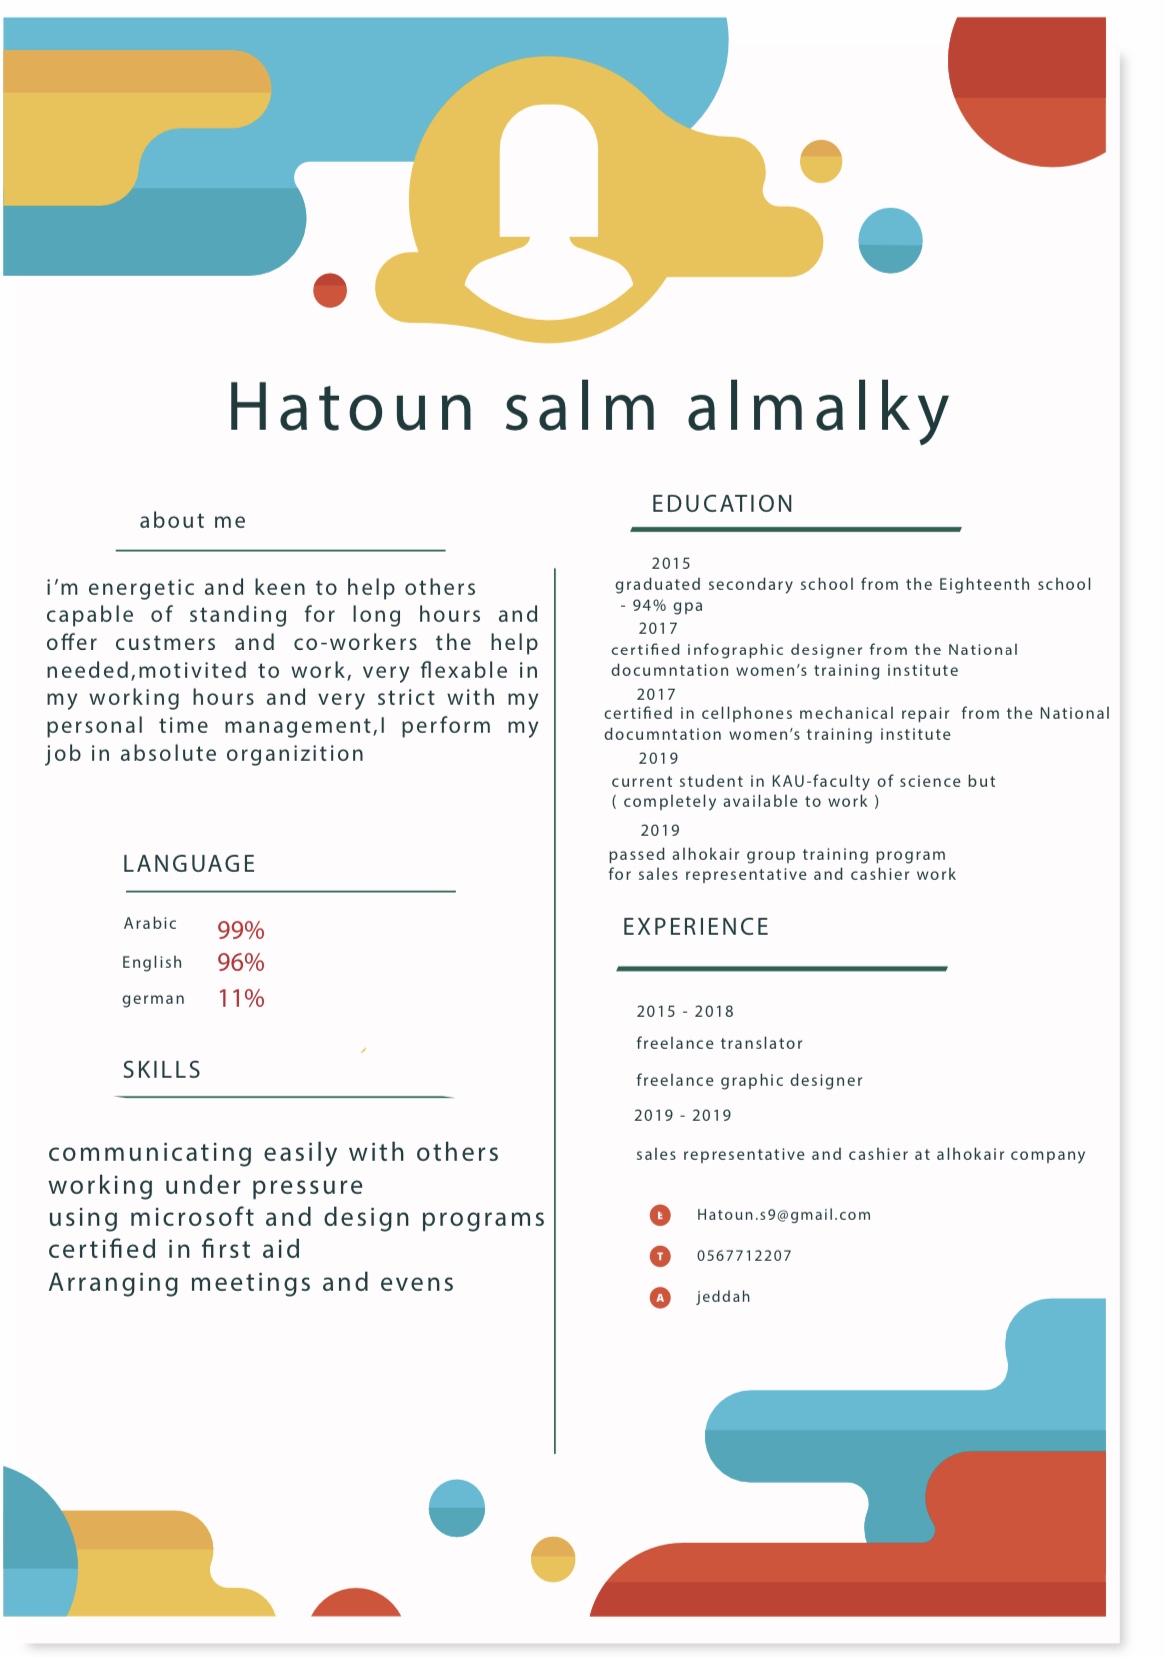 Hatoun salm almalky
about me
i'm energetic and keen to help others
capable of standing for long hours and
offer custmers and co-workers the help
needed,motivited to work, very flexable in
my working hours and very strict with my
personal time management,I perform my
job in absolute organizition
LANGUAGE
Arabic 99%
English 96%
german 11%
SKILLS
communicating easily with others
working under pressure
using microsoft and design programs
certified in first aid
Arranging meetings and evens
EDUCATION
2015
graduated secondary school from the Eighteenth school
- 94% gpa
2017
certified infographic designer from the National
documntation women's training institute
2017
certified in cellphones mechanical repair from the National
documntation women's training institute
2019
current student in KAU-faculty of science but
( completely available to work )
2019
passed alhokair group training program
for sales representative and cashier work
EXPERIENCE
2015 - 2018
freelance translator
freelance graphic designer
2019 - 2019
sales representative and cashier at alhokair company
E Hatoun.s9@gmail.com
T 0567712207
A jeddah